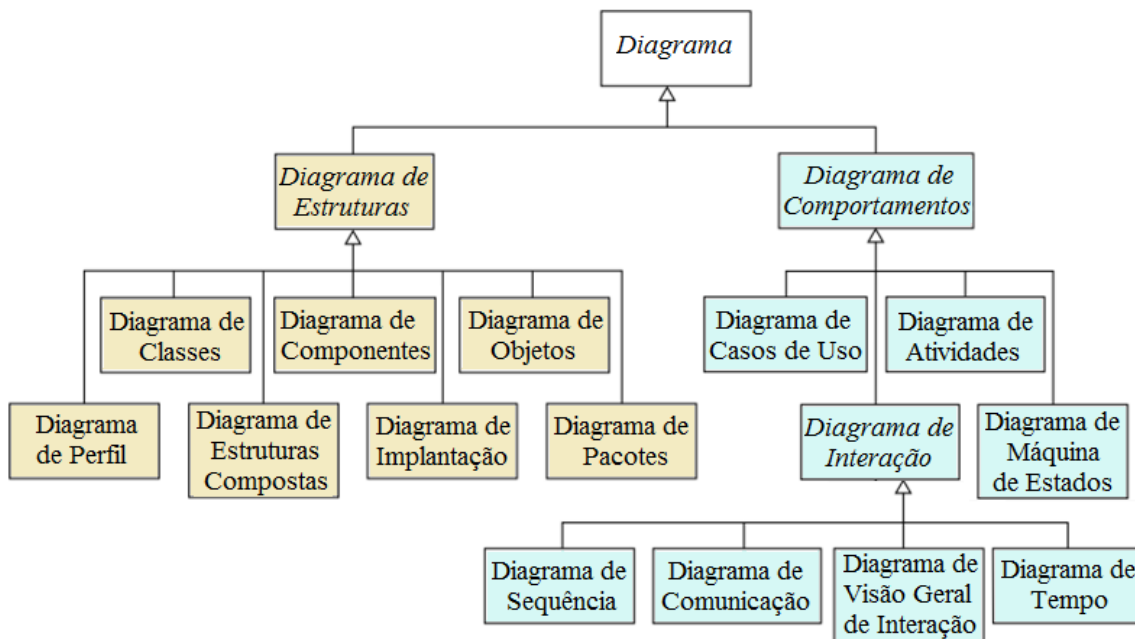 Diagrama
Diagrama de
Estruturas
Diagrama de
Comportamentos
Diagrama de
Classes
Diagrama de
Componentes
Diagrama de
Objetos
Diagrama de
Casos de Uso
Diagrama de
Atividades
Diagrama
de Perfil
Diagrama de
Estruturas
Compostas
Diagrama de
Implantação
Diagrama de
Pacotes
Diagrama de
Interação
Diagrama de
Máquina
de Estados
Diagrama de
Sequência
Diagrama de
Comunicação
Diagrama de
Visão Geral
de Interação
Diagrama de
Tempo